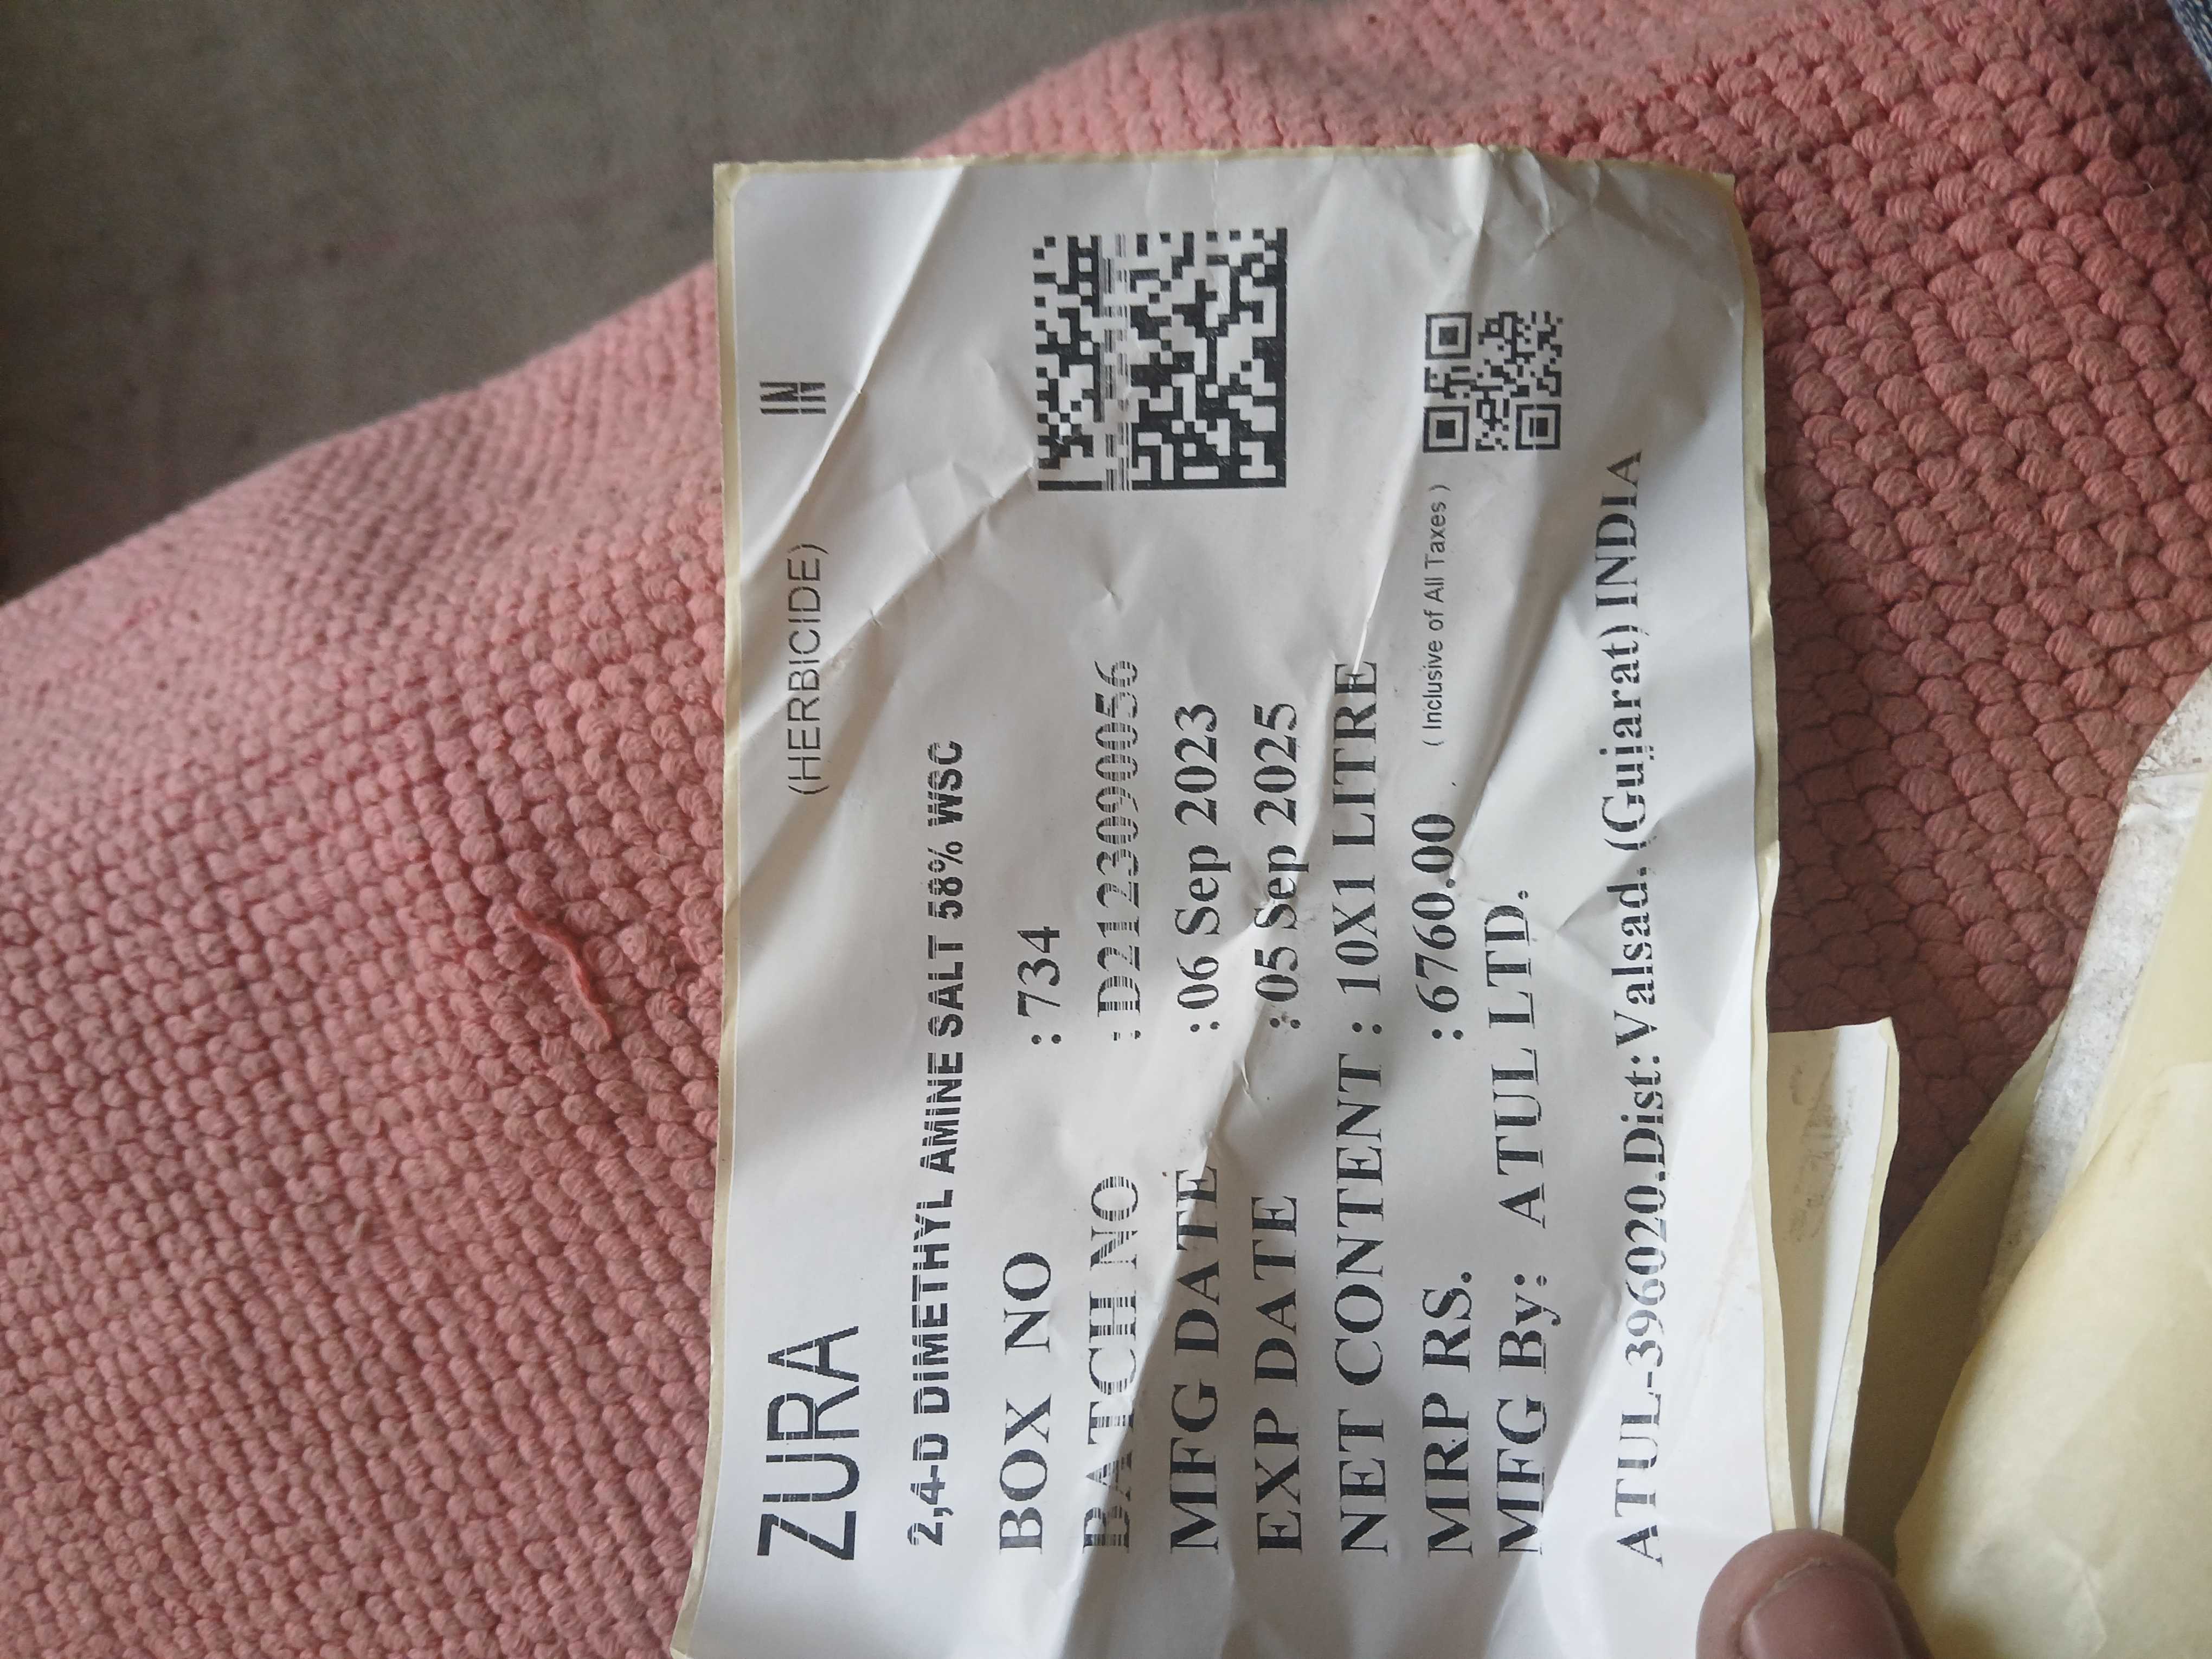 ZURA (HERBICIDE) IN
2,4-D DIMETHYL AMINE SALT 58% WSC
BOX NO : 734
BATCH NO : D2123090056
MFG DATE : 06 Sep 2023
EXP DATE : 05 Sep 2025
NET CONTENT : 10X1 LITRE
MRP RS. : 6760.00 ( Inclusive of All Taxes )
MFG By: ATUL LTD.
ATUL-396020.Dist: Valsad. (Gujarat) INDIA